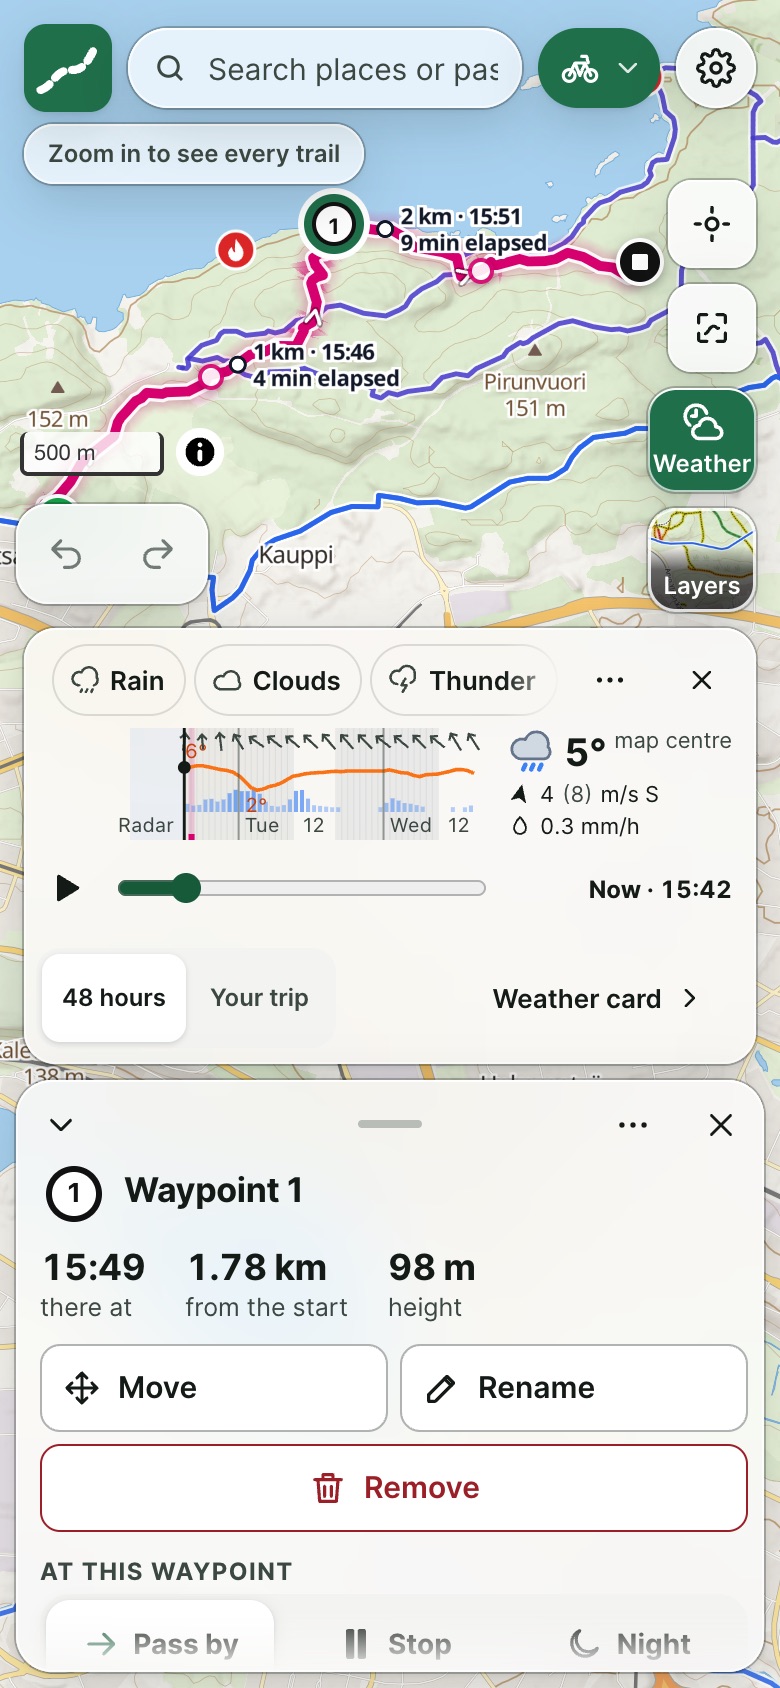 Search places or pas
Zoom in to see every trail
1
2 km · 15:51
9 min elapsed
1 km · 15:46
4 min elapsed
Pirunvuori
151 m
152 m
500 m
Weather
Kauppi
Layers
Rain
Clouds
Thunder
6°
2°
Radar
Tue
12
Wed
12
5°
map centre
4 (8) m/s S
0.3 mm/h
Now · 15:42
48 hours
Your trip
Weather card
138 m
Waypoint 1
1
15:49
1.78 km
98 m
there at
from the start
height
Move
Rename
Remove
AT THIS WAYPOINT
Pass by
Stop
Night